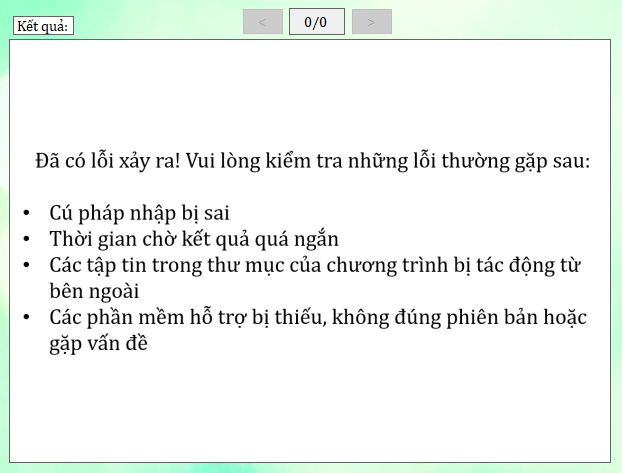 Kết quả:
<
0/0
>
Đã có lỗi xảy ra! Vui lòng kiểm tra những lỗi thường gặp sau:
• Cú pháp nhập bị sai
• Thời gian chờ kết quả quá ngắn
• Các tập tin trong thư mục của chương trình bị tác động từ
bên ngoài
• Các phần mềm hỗ trợ bị thiếu, không đúng phiên bản hoặc
gặp vấn đề